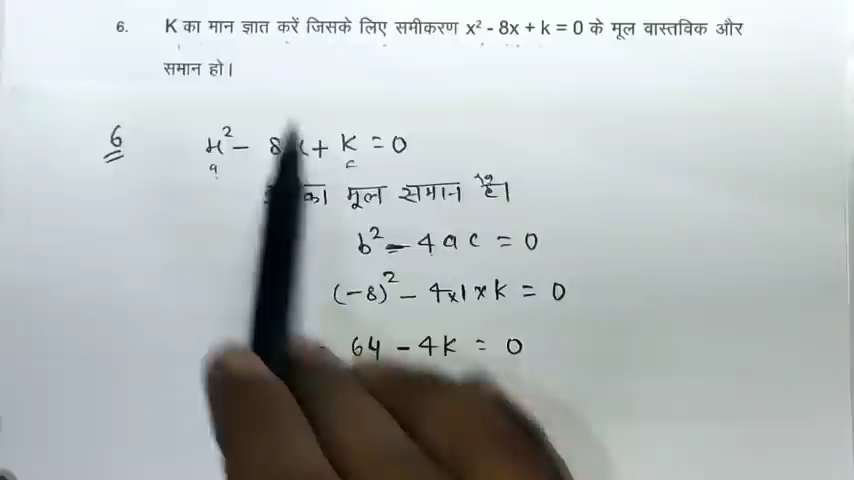 6. K का मान ज्ञात करें जिसके लिए समीकरण x² - 8x + k = 0 के मूल वास्तविक और
समान हो।
6 x² - 8x + k = 0
a c
का मूल समान है।
b² - 4ac = 0
(-8)² - 4x1xk = 0
64 - 4k = 0